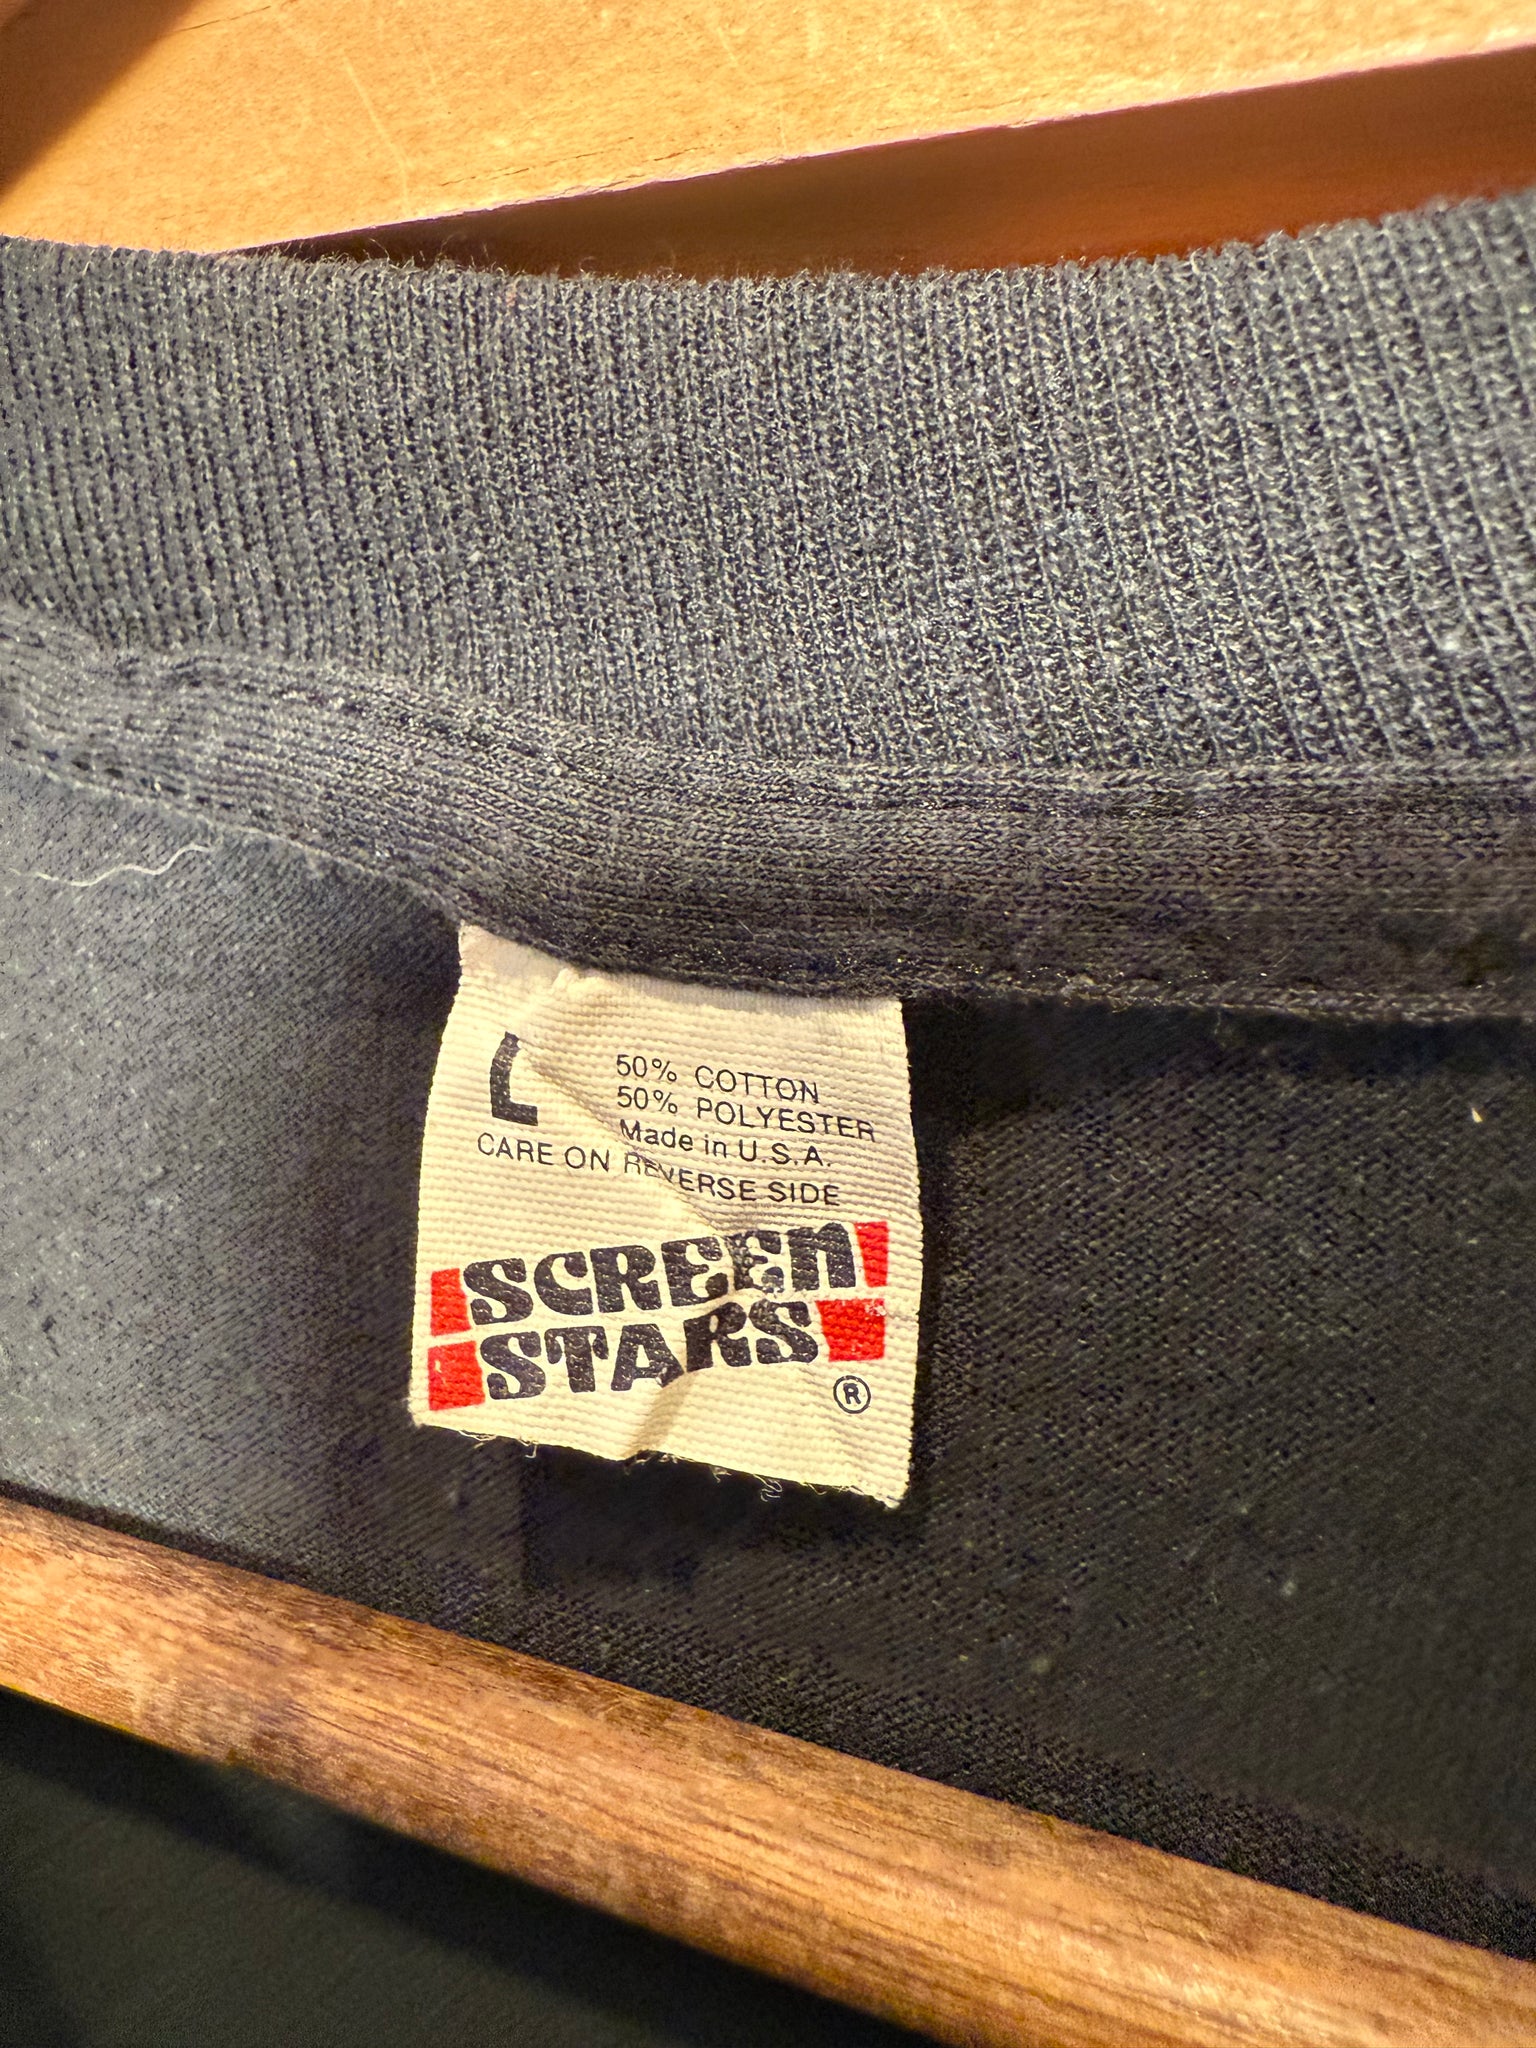 L
50% COTTON
50% POLYESTER
Made in U.S.A.
CARE ON REVERSE SIDE
SCREEN
STARS
®